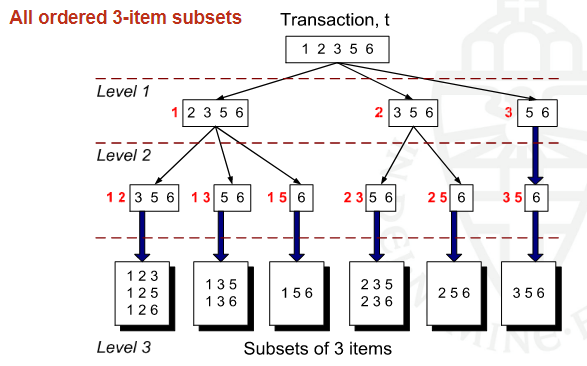 All ordered 3-item subsets
Transaction, t
1 2 3 5 6
Level 1
1 2 3 5 6
2 3 5 6
3 5 6
Level 2
1 2 3 5 6
1 3 5 6
1 5 6
2 3 5 6
2 5 6
3 5 6
1 2 3
1 2 5
1 2 6
1 3 5
1 3 6
1 5 6
2 3 5
2 3 6
2 5 6
3 5 6
Level 3
Subsets of 3 items